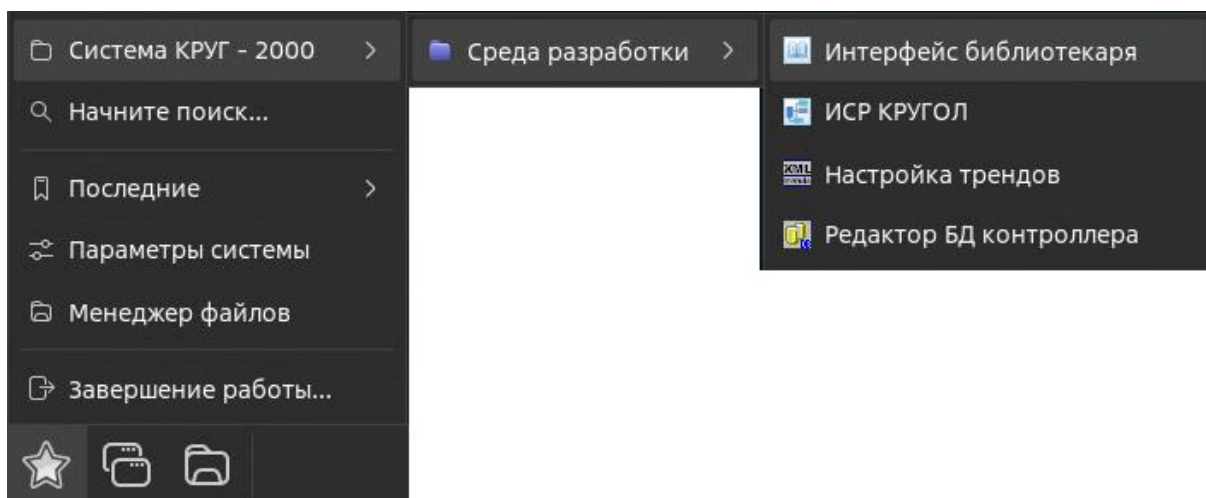 Система КРУГ - 2000
Начните поиск...
Последние
Параметры системы
Менеджер файлов
Завершение работы...
Среда разработки
Интерфейс библиотекаря
ИСР КРУГОЛ
Настройка трендов
Редактор БД контроллера